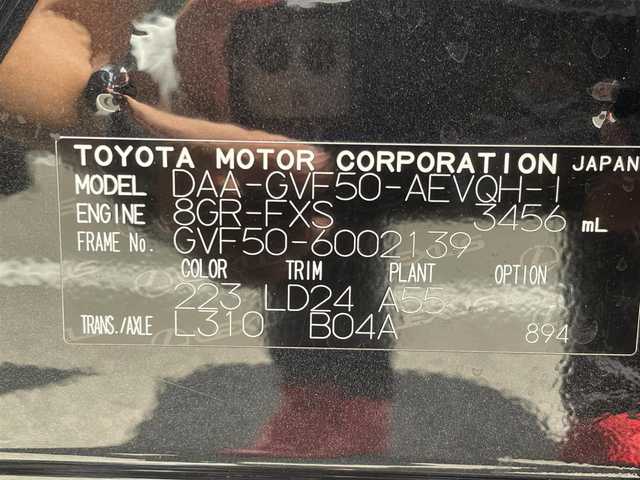 TOYOTA MOTOR CORPORATION JAPAN
MODEL DAA-GVF50-AEVQH-I
ENGINE 8GR-FXS 3456 mL
FRAME No. GVF50-6002139
COLOR TRIM PLANT OPTION
223 LD24 A55 -
TRANS./AXLE L310 B04A 894